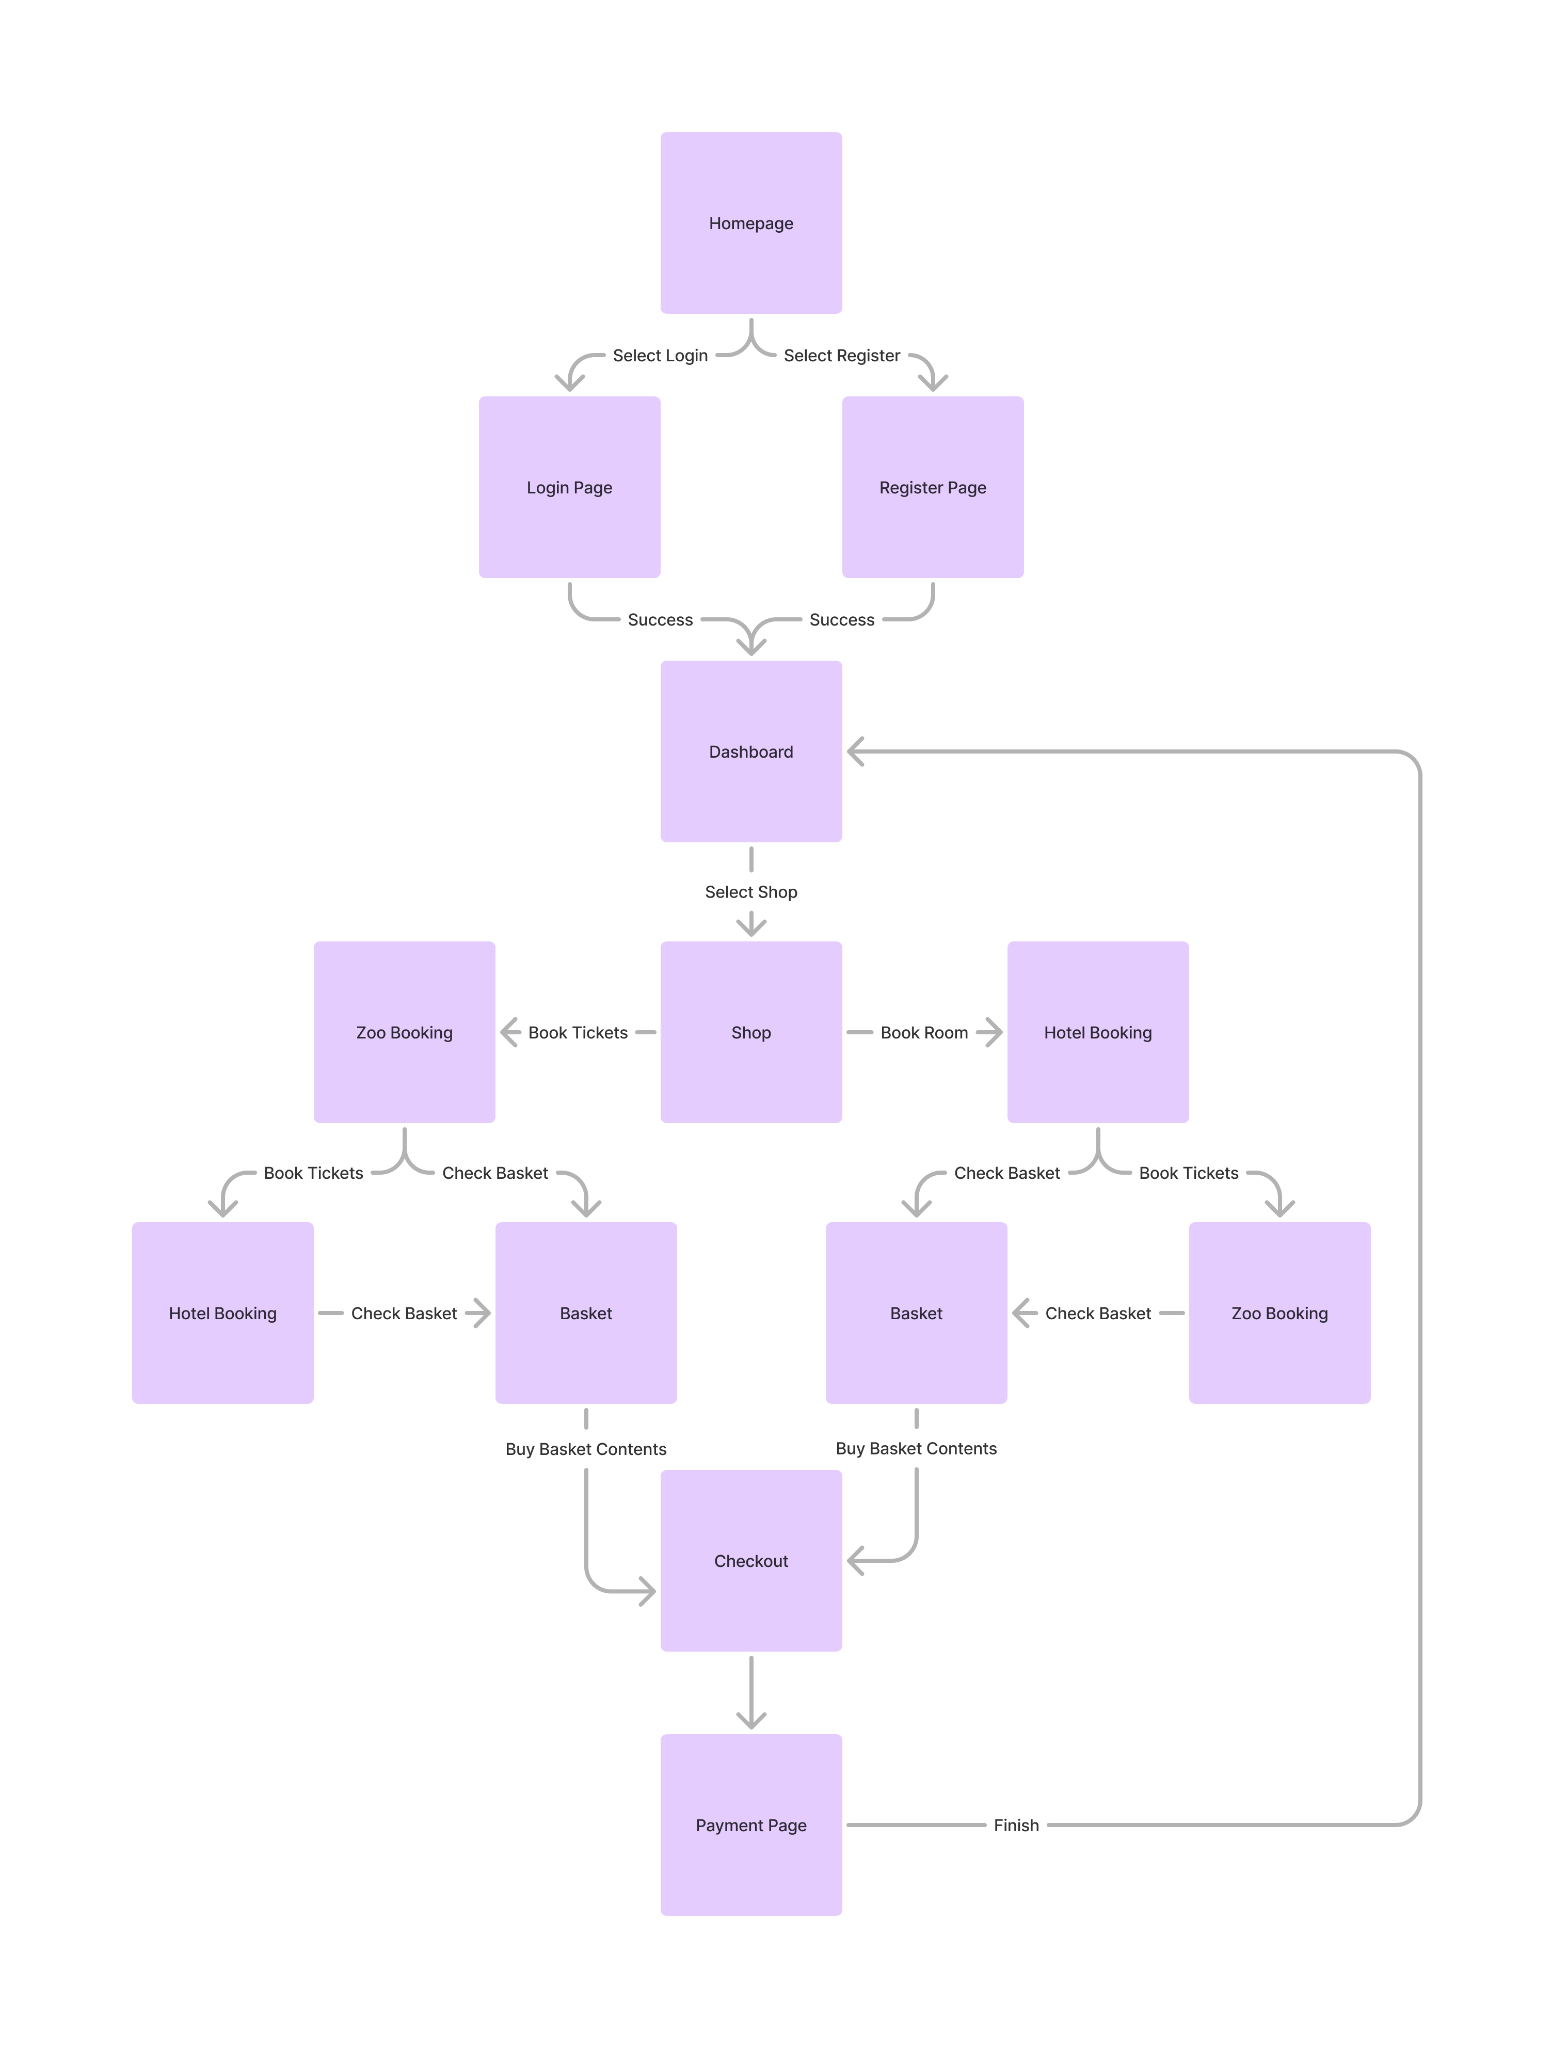 Homepage
Select Login
Select Register
Login Page
Register Page
Success
Success
Dashboard
Select Shop
Zoo Booking
Book Tickets
Shop
Book Room
Hotel Booking
Book Tickets
Check Basket
Check Basket
Book Tickets
Hotel Booking
Check Basket
Basket
Basket
Check Basket
Zoo Booking
Buy Basket Contents
Buy Basket Contents
Checkout
Payment Page
Finish